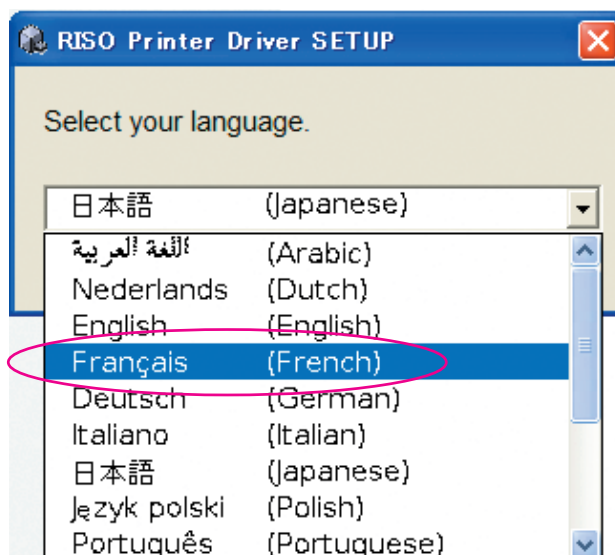 RISO Printer Driver SETUP
Select your language.
日本語 (Japanese)
اللغة العربية (Arabic)
Nederlands (Dutch)
English (English)
Français (French)
Deutsch (German)
Italiano (Italian)
日本語 (Japanese)
Język polski (Polish)
Português (Portuguese)